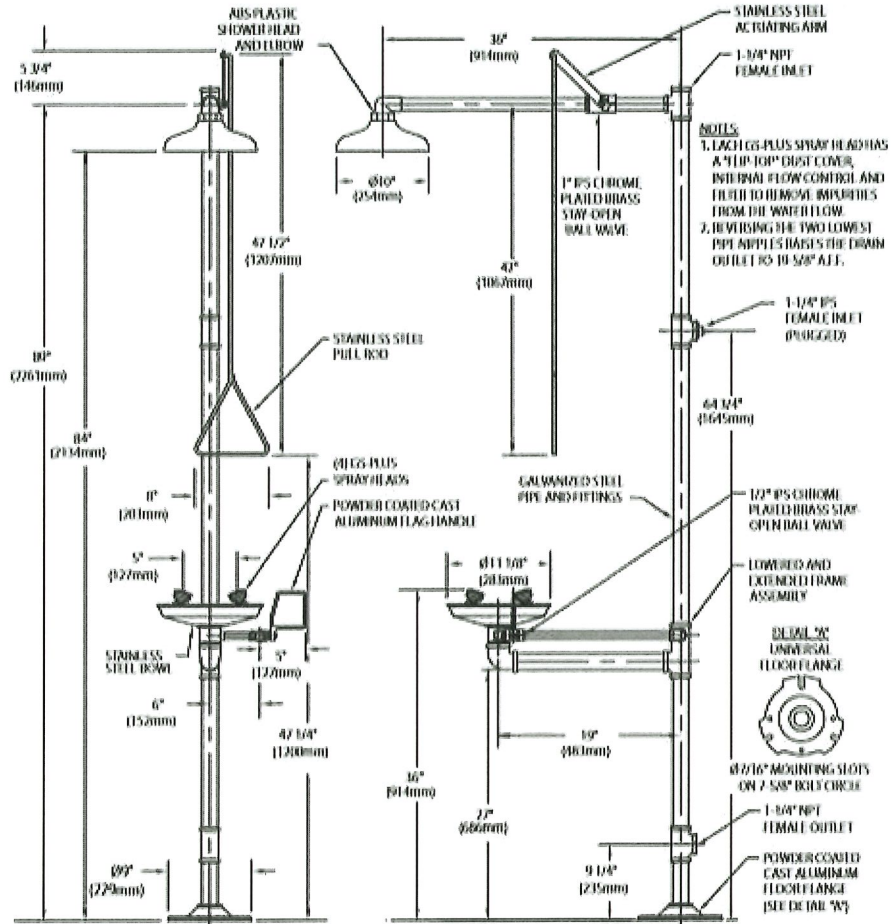 ABS PLASTIC
SHOWER HEAD
AND ELBOW
36"
(914mm)
STAINLESS STEEL
ACTUATING ARM
5 3/4"
(146mm)
1-1/4" NPT
FEMALE INLET
NOTES:
1. EACH GS-PLUS SPRAY HEAD HAS
A "FLIP-TOP" DUST COVER,
INTERNAL FLOW CONTROL AND
FILTER TO REMOVE IMPURITIES
FROM THE WATER FLOW.
2. REVERSING THE TWO LOWEST
PIPE NIPPLES RAISES THE DRAIN
OUTLET TO 19-5/8" A.F.F.
Ø10"
(254mm)
1" IPS CHROME
PLATED BRASS
STAY-OPEN
BALL VALVE
47 1/2"
(1207mm)
42"
(1067mm)
1-1/4" IPS
FEMALE INLET
(PLUGGED)
STAINLESS STEEL
PULL ROD
89"
(2261mm)
84"
(2134mm)
64 3/4"
(1645mm)
(4) GS-PLUS
SPRAY HEADS
8"
(203mm)
POWDER COATED CAST
ALUMINUM FLAG HANDLE
GALVANIZED STEEL
PIPE AND FITTINGS
1/2" IPS CHROME
PLATED BRASS STAY-
OPEN BALL VALVE
5"
(127mm)
Ø11 1/8"
(283mm)
LOWERED AND
EXTENDED FRAME
ASSEMBLY
STAINLESS
STEEL BOWL
5"
(127mm)
6"
(152mm)
DETAIL "A"
UNIVERSAL
FLOOR FLANGE
47 1/4"
(1200mm)
19"
(483mm)
36"
(914mm)
27"
(686mm)
Ø7/16" MOUNTING SLOTS
ON 7-5/8" BOLT CIRCLE
1-1/4" NPT
FEMALE OUTLET
Ø9"
(229mm)
9 1/4"
(235mm)
POWDER COATED
CAST ALUMINUM
FLOOR FLANGE
(SEE DETAIL "A")